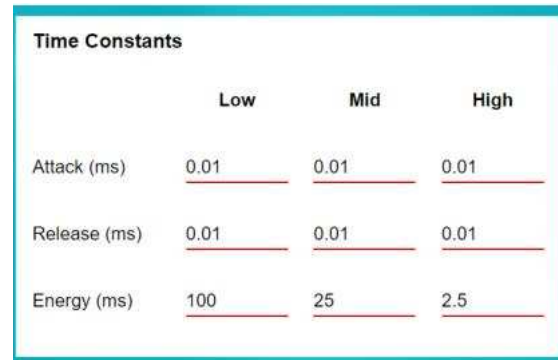 Time Constants
Low Mid High
Attack (ms) 0.01 0.01 0.01
Release (ms) 0.01 0.01 0.01
Energy (ms) 100 25 2.5